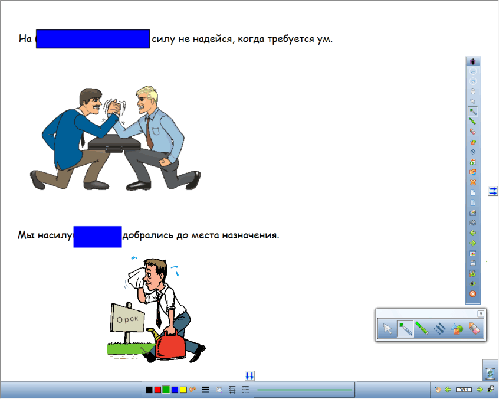 На силу не надейся, когда требуется ум.
Мы насилу добрались до места назначения.